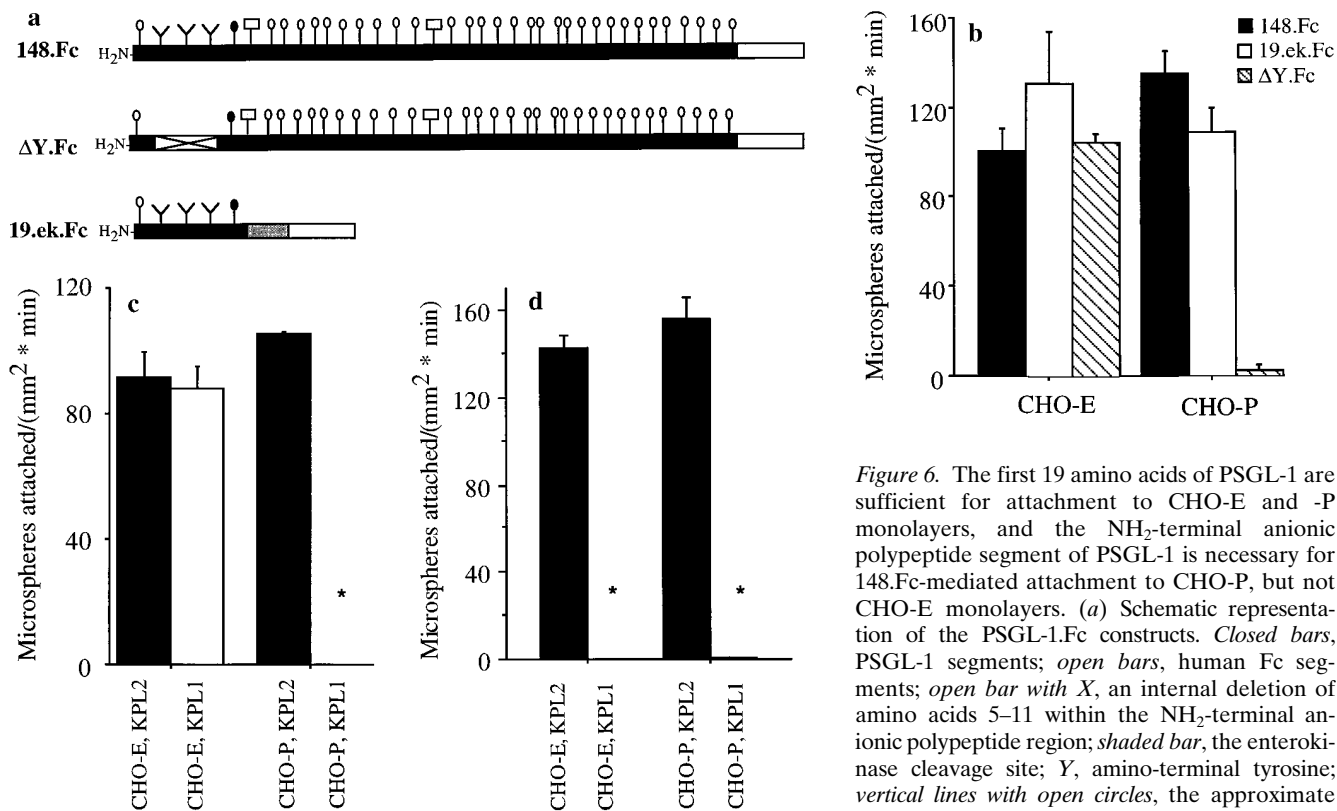 a
148.Fc
H2N-
ΔY.Fc
H2N-
19.ek.Fc
H2N-
b
Microspheres attached/(mm2 * min)
160
120
80
40
0
CHO-E
CHO-P
148.Fc
19.ek.Fc
ΔY.Fc
c
Microspheres attached/(mm2 * min)
120
80
40
0
*
CHO-E, KPL2
CHO-E, KPL1
CHO-P, KPL2
CHO-P, KPL1
d
Microspheres attached/(mm2 * min)
160
120
80
40
0
*
*
CHO-E, KPL2
CHO-E, KPL1
CHO-P, KPL2
CHO-P, KPL1
Figure 6. The first 19 amino acids of PSGL-1 are
sufficient for attachment to CHO-E and -P
monolayers, and the NH2-terminal anionic
polypeptide segment of PSGL-1 is necessary for
148.Fc-mediated attachment to CHO-P, but not
CHO-E monolayers. (a) Schematic representa-
tion of the PSGL-1.Fc constructs. Closed bars,
PSGL-1 segments; open bars, human Fc seg-
ments; open bar with X, an internal deletion of
amino acids 5–11 within the NH2-terminal an-
ionic polypeptide region; shaded bar, the enteroki-
nase cleavage site; Y, amino-terminal tyrosine;
vertical lines with open circles, the approximate